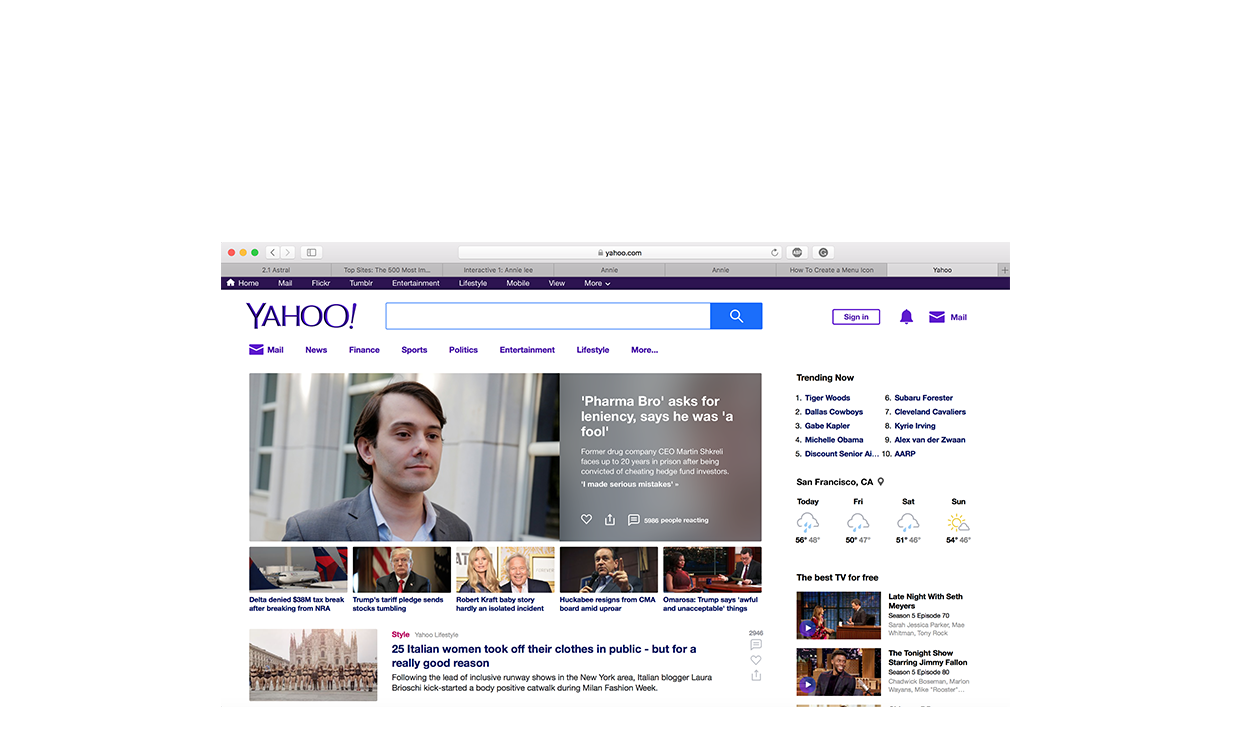 yahoo.com
ABP
2.1 Astral
Top Sites: The 500 Most Im...
Interactive 1: Annie lee
Annie
Annie
How To Create a Menu Icon
Yahoo
Home Mail Flickr Tumblr Entertainment Lifestyle Mobile View More
YAHOO!
Sign in
Mail
Mail News Finance Sports Politics Entertainment Lifestyle More...
'Pharma Bro' asks for
leniency, says he was 'a
fool'
Former drug company CEO Martin Shkreli
faces up to 20 years in prison after being
convicted of cheating hedge fund investors.
'I made serious mistakes' »
5986 people reacting
Delta denied $38M tax break
after breaking from NRA
Trump's tariff pledge sends
stocks tumbling
Robert Kraft baby story
hardly an isolated incident
Huckabee resigns from CMA
board amid uproar
Omarosa: Trump says 'awful
and unacceptable' things
Style Yahoo Lifestyle
25 Italian women took off their clothes in public - but for a
really good reason
Following the lead of inclusive runway shows in the New York area, Italian blogger Laura
Brioschi kick-started a body positive catwalk during Milan Fashion Week.
2946
Trending Now
1. Tiger Woods
2. Dallas Cowboys
3. Gabe Kapler
4. Michelle Obama
5. Discount Senior Ai...
6. Subaru Forester
7. Cleveland Cavaliers
8. Kyrie Irving
9. Alex van der Zwaan
10. AARP
San Francisco, CA
Today Fri Sat Sun
56° 48° 50° 47° 51° 46° 54° 46°
The best TV for free
Late Night With Seth
Meyers
Season 5 Episode 70
Sarah Jessica Parker, Mae
Whitman, Tony Rock
The Tonight Show
Starring Jimmy Fallon
Season 5 Episode 80
Chadwick Boseman, Marlon
Wayans, Mike "Rooster"...